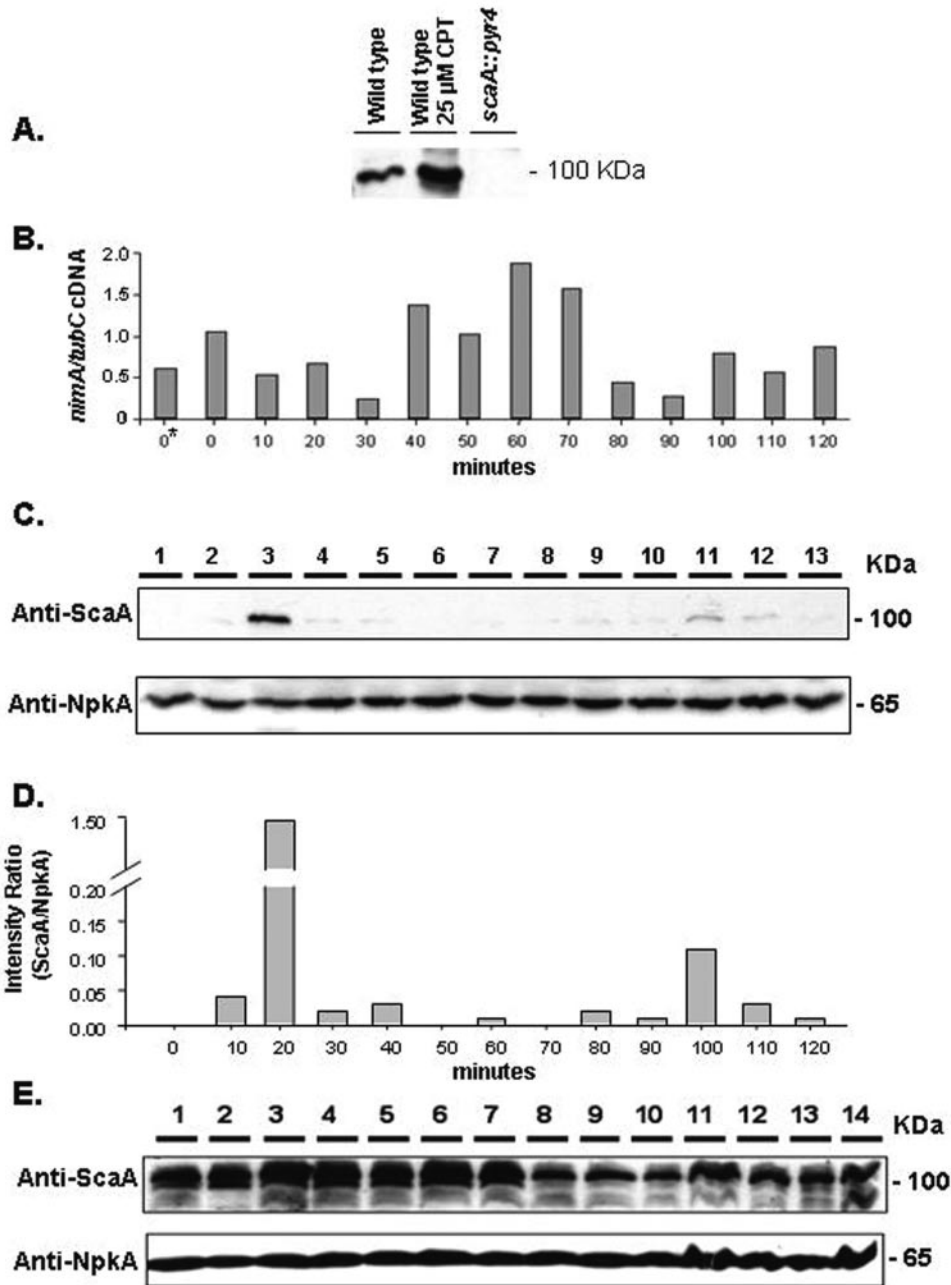 A.
Wild type
Wild type
25 µM CPT
scaA::pyr4
- 100 KDa
B.
nimA/tubC cDNA
2.0
1.5
1.0
0.5
0
0* 0 10 20 30 40 50 60 70 80 90 100 110 120
minutes
C.
1 2 3 4 5 6 7 8 9 10 11 12 13 KDa
Anti-ScaA - 100
Anti-NpkA - 65
D.
Intensity Ratio
(ScaA/NpkA)
1.50
0.20
0.15
0.10
0.05
0.00
0 10 20 30 40 50 60 70 80 90 100 110 120
minutes
E.
1 2 3 4 5 6 7 8 9 10 11 12 13 14 KDa
Anti-ScaA - 100
Anti-NpkA - 65